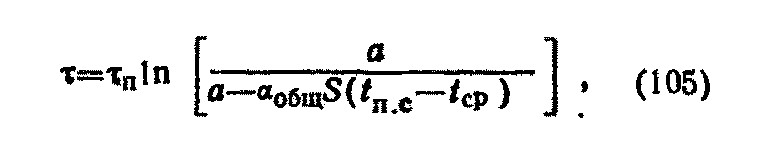 τ=τп ln [ a / (a—αобщS(tп.с—tср)) ] , (105)